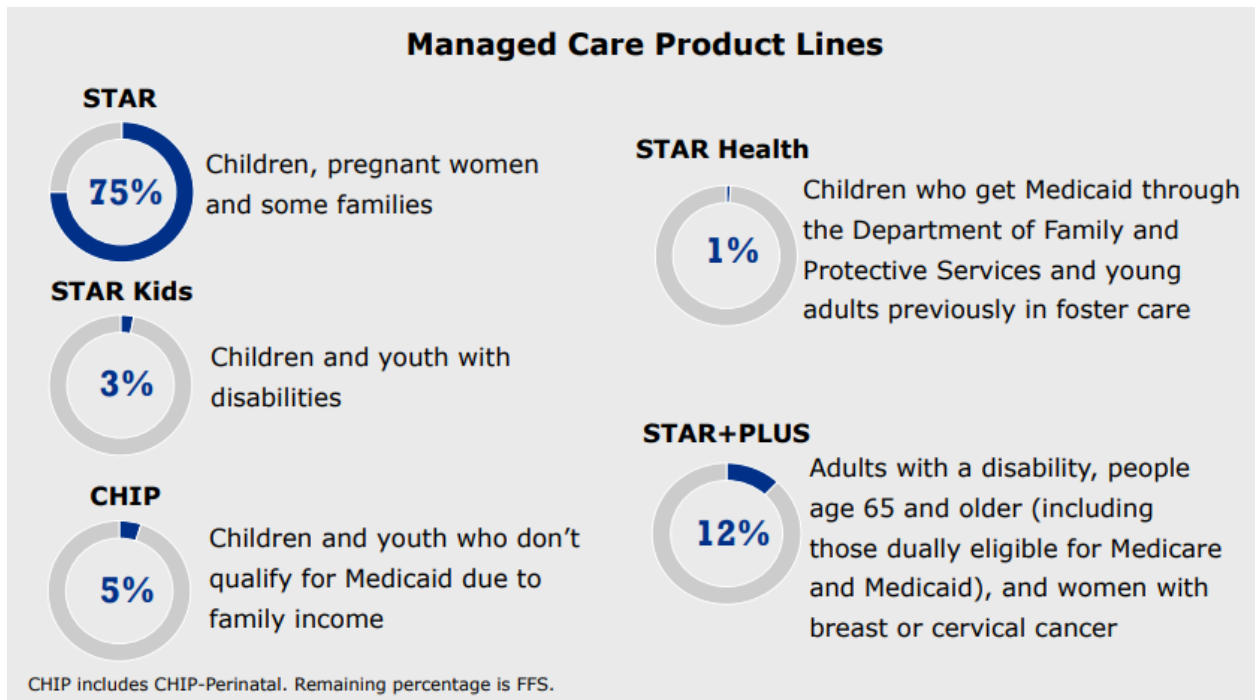 Managed Care Product Lines
STAR
75%
Children, pregnant women
and some families
STAR Kids
3%
Children and youth with
disabilities
CHIP
5%
Children and youth who don’t
qualify for Medicaid due to
family income
STAR Health
1%
Children who get Medicaid through
the Department of Family and
Protective Services and young
adults previously in foster care
STAR+PLUS
12%
Adults with a disability, people
age 65 and older (including
those dually eligible for Medicare
and Medicaid), and women with
breast or cervical cancer
CHIP includes CHIP-Perinatal. Remaining percentage is FFS.